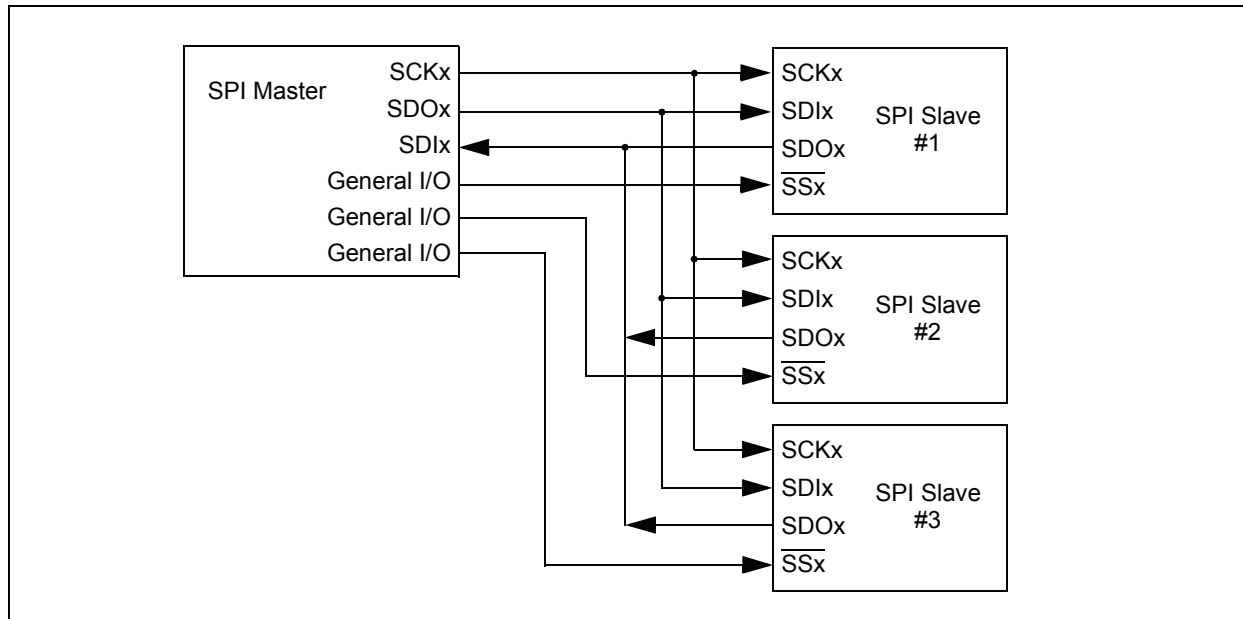 SPI Master
SCKx
SDOx
SDIx
General I/O
General I/O
General I/O
SCKx
SDIx
SDOx
SSx
SPI Slave
#1
SCKx
SDIx
SDOx
SSx
SPI Slave
#2
SCKx
SDIx
SDOx
SSx
SPI Slave
#3